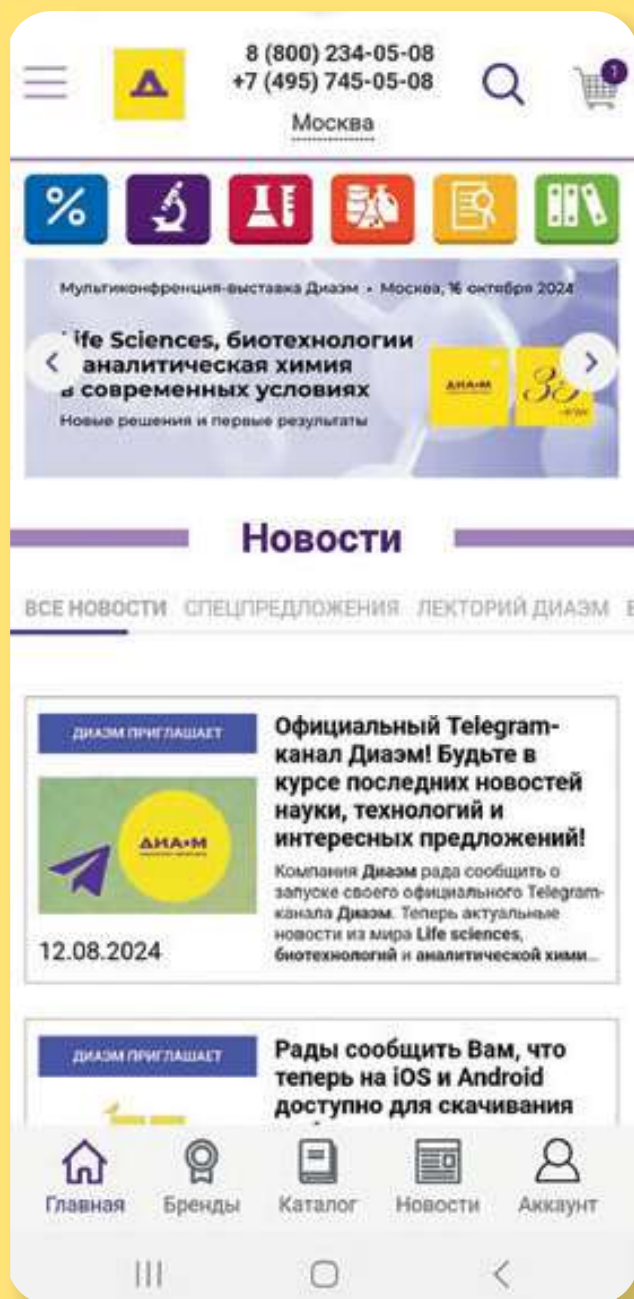 8 (800) 234-05-08
+7 (495) 745-05-08
1
Москва
%
Мультиконфренция-выставка Диаэм • Москва, 16 октября 2024
ife Sciences, биотехнологии
аналитическая химия
в современных условиях
Новые решения и первые результаты
ДИА•М
35
Новости
ВСЕ НОВОСТИ СПЕЦПРЕДЛОЖЕНИЯ ЛЕКТОРИЙ ДИАЭМ
ДИАЭМ ПРИГЛАШАЕТ
ДИА•М
12.08.2024
Официальный Telegram-
канал Диаэм! Будьте в
курсе последних новостей
науки, технологий и
интересных предложений!
Компания Диаэм рада сообщить о
запуске своего официального Telegram-
канала Диаэм. Теперь актуальные
новости из мира Life sciences,
биотехнологий и аналитической хими...
ДИАЭМ ПРИГЛАШАЕТ
Рады сообщить Вам, что
теперь на iOS и Android
доступно для скачивания
Главная Бренды Каталог Новости Аккаунт